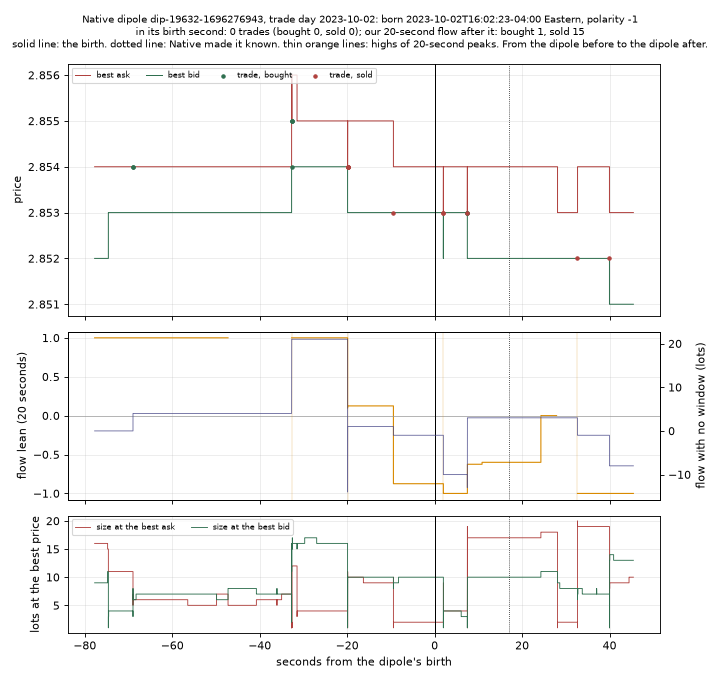 Native dipole dip-19632-1696276943, trade day 2023-10-02: born 2023-10-02T16:02:23-04:00 Eastern, polarity -1
in its birth second: 0 trades (bought 0, sold 0); our 20-second flow after it: bought 1, sold 15
solid line: the birth. dotted line: Native made it known. thin orange lines: highs of 20-second peaks. From the dipole before to the dipole after.
best ask best bid trade, bought trade, sold
2.856
2.855
2.854
2.853
2.852
2.851
price
1.0
0.5
0.0
−0.5
−1.0
flow lean (20 seconds)
20
10
0
−10
flow with no window (lots)
size at the best ask size at the best bid
20
15
10
5
lots at the best price
−80 −60 −40 −20 0 20 40
seconds from the dipole's birth